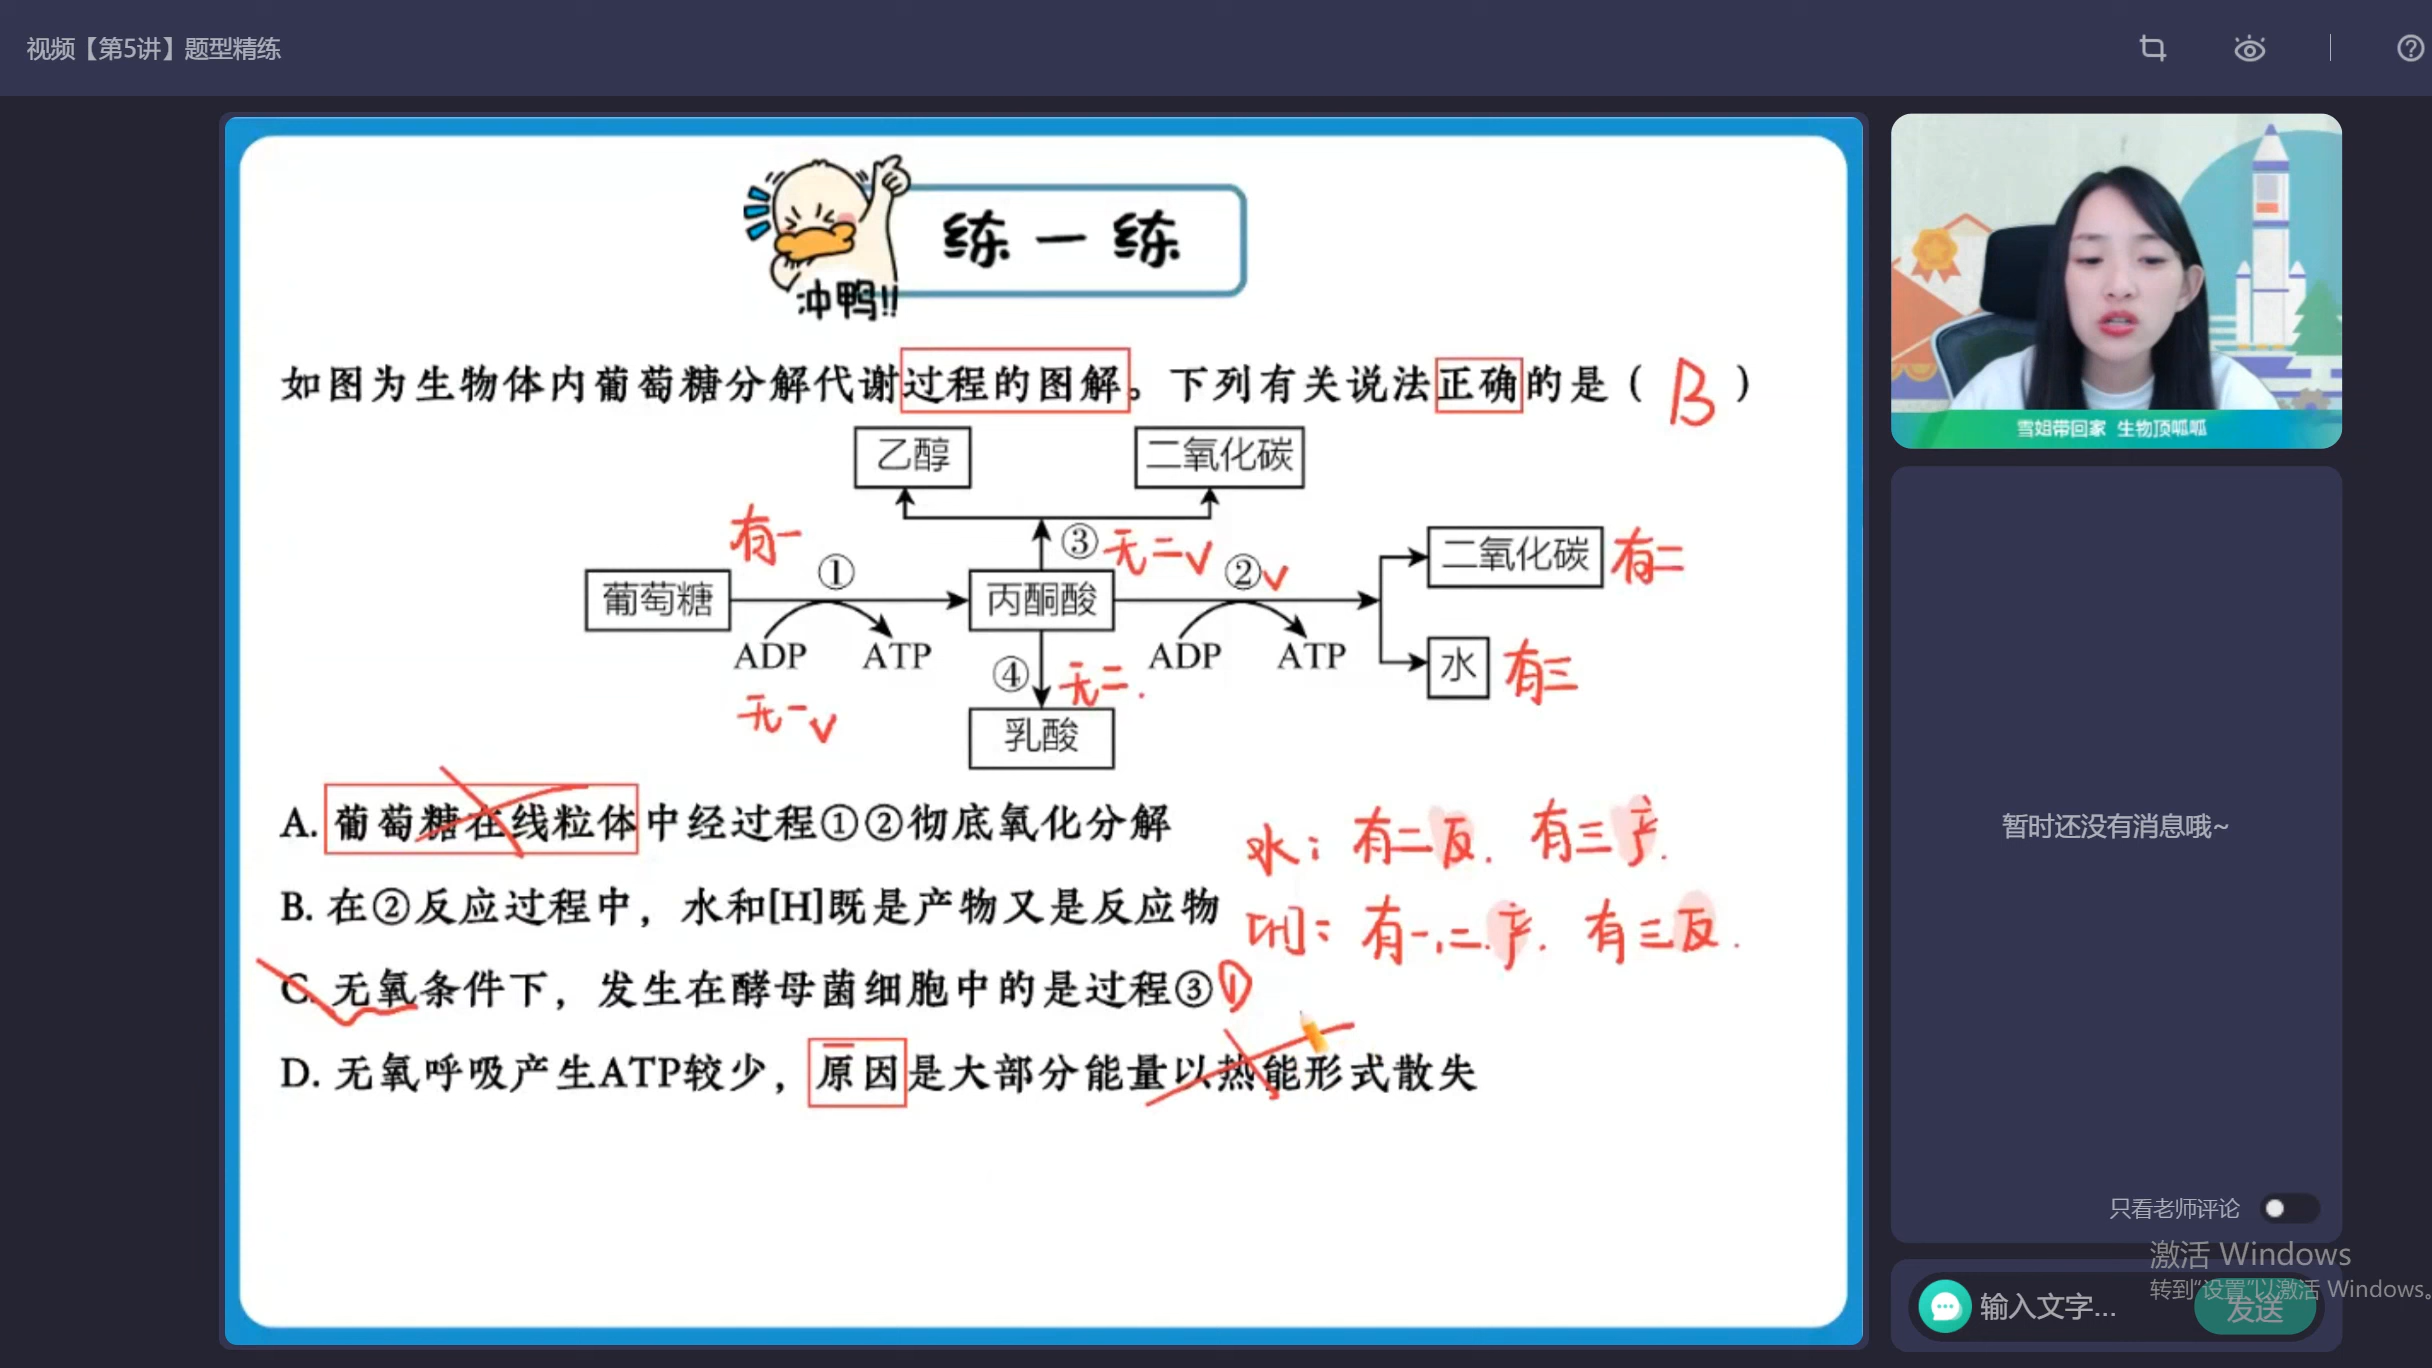 视频【第5讲】题型精练
冲鸭!!
练一练
如图为生物体内葡萄糖分解代谢过程的图解。下列有关说法正确的是（ B ）
乙醇
二氧化碳
有一
①
③无二√
②√
二氧化碳 有二
葡萄糖
丙酮酸
ADP
ATP
ADP
ATP
④无二.
水 有三
无一√
乳酸
A. 葡萄糖在线粒体中经过程①②彻底氧化分解
水: 有二反. 有三产.
B. 在②反应过程中，水和[H]既是产物又是反应物
[H]: 有一.二.产. 有三反.
C. 无氧条件下，发生在酵母菌细胞中的是过程③①
D. 无氧呼吸产生ATP较少，原因是大部分能量以热能形式散失
雪姐带回家 生物顶呱呱
暂时还没有消息哦~
只看老师评论
激活 Windows
转到“设置”以激活 Windows。
输入文字...
发送